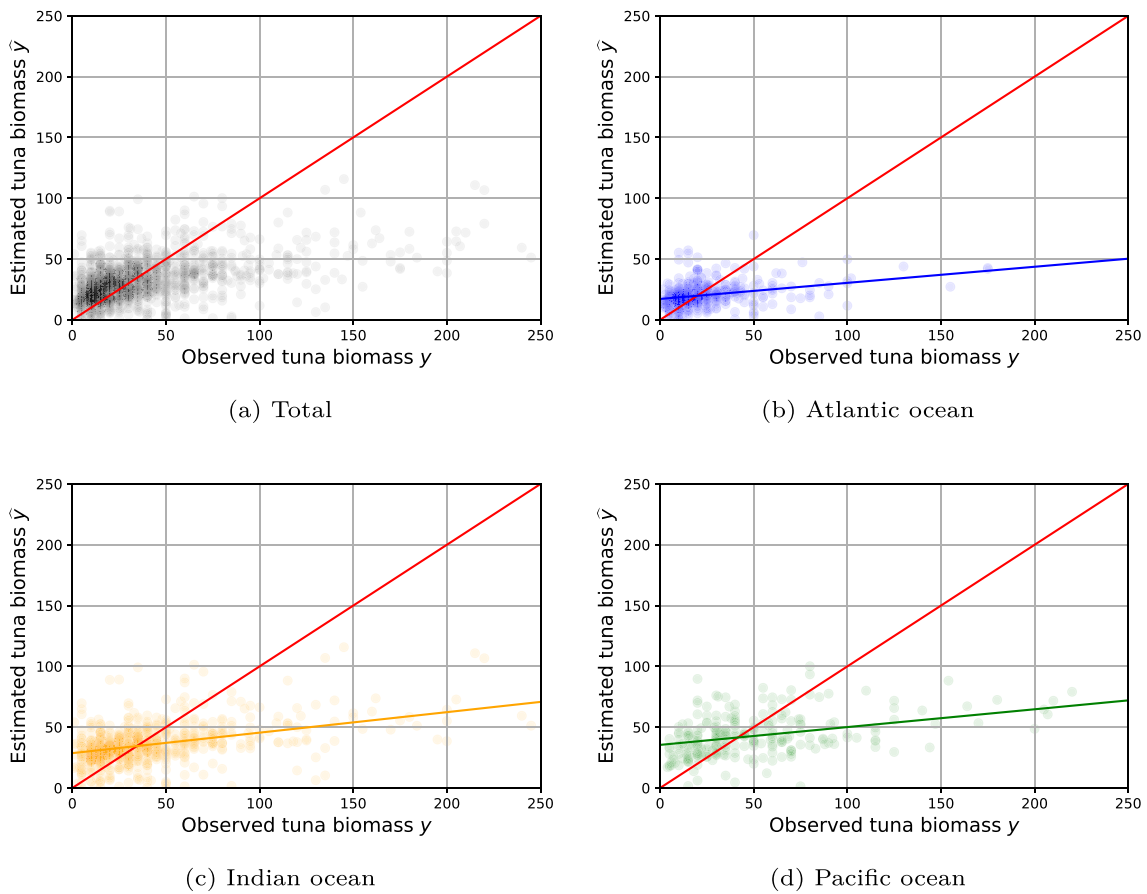 250
200
150
100
50
0
Estimated tuna biomass ŷ
0 50 100 150 200 250
Observed tuna biomass y
(a) Total
250
200
150
100
50
0
Estimated tuna biomass ŷ
0 50 100 150 200 250
Observed tuna biomass y
(b) Atlantic ocean
250
200
150
100
50
0
Estimated tuna biomass ŷ
0 50 100 150 200 250
Observed tuna biomass y
(c) Indian ocean
250
200
150
100
50
0
Estimated tuna biomass ŷ
0 50 100 150 200 250
Observed tuna biomass y
(d) Pacific ocean